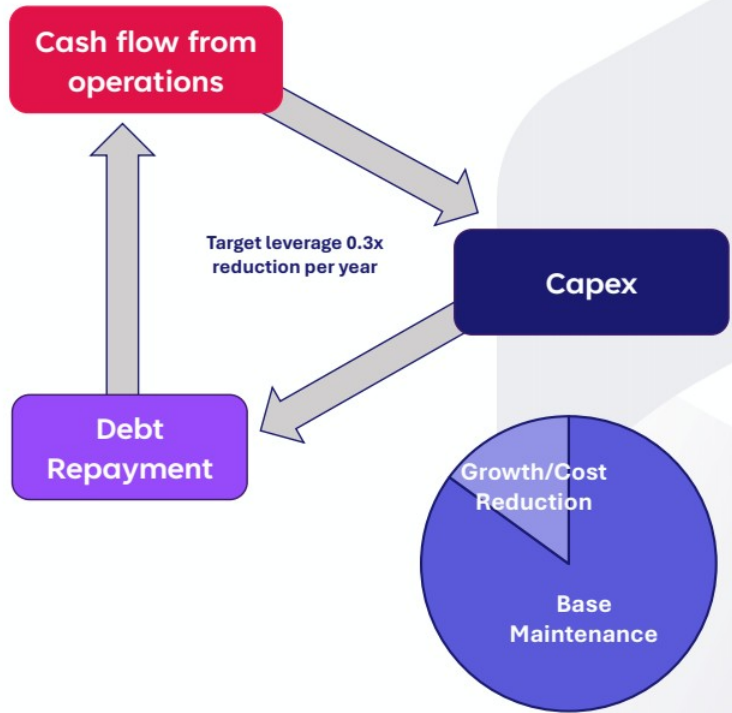 Cash flow from
operations
Target leverage 0.3x
reduction per year
Capex
Debt
Repayment
Growth/Cost
Reduction
Base
Maintenance